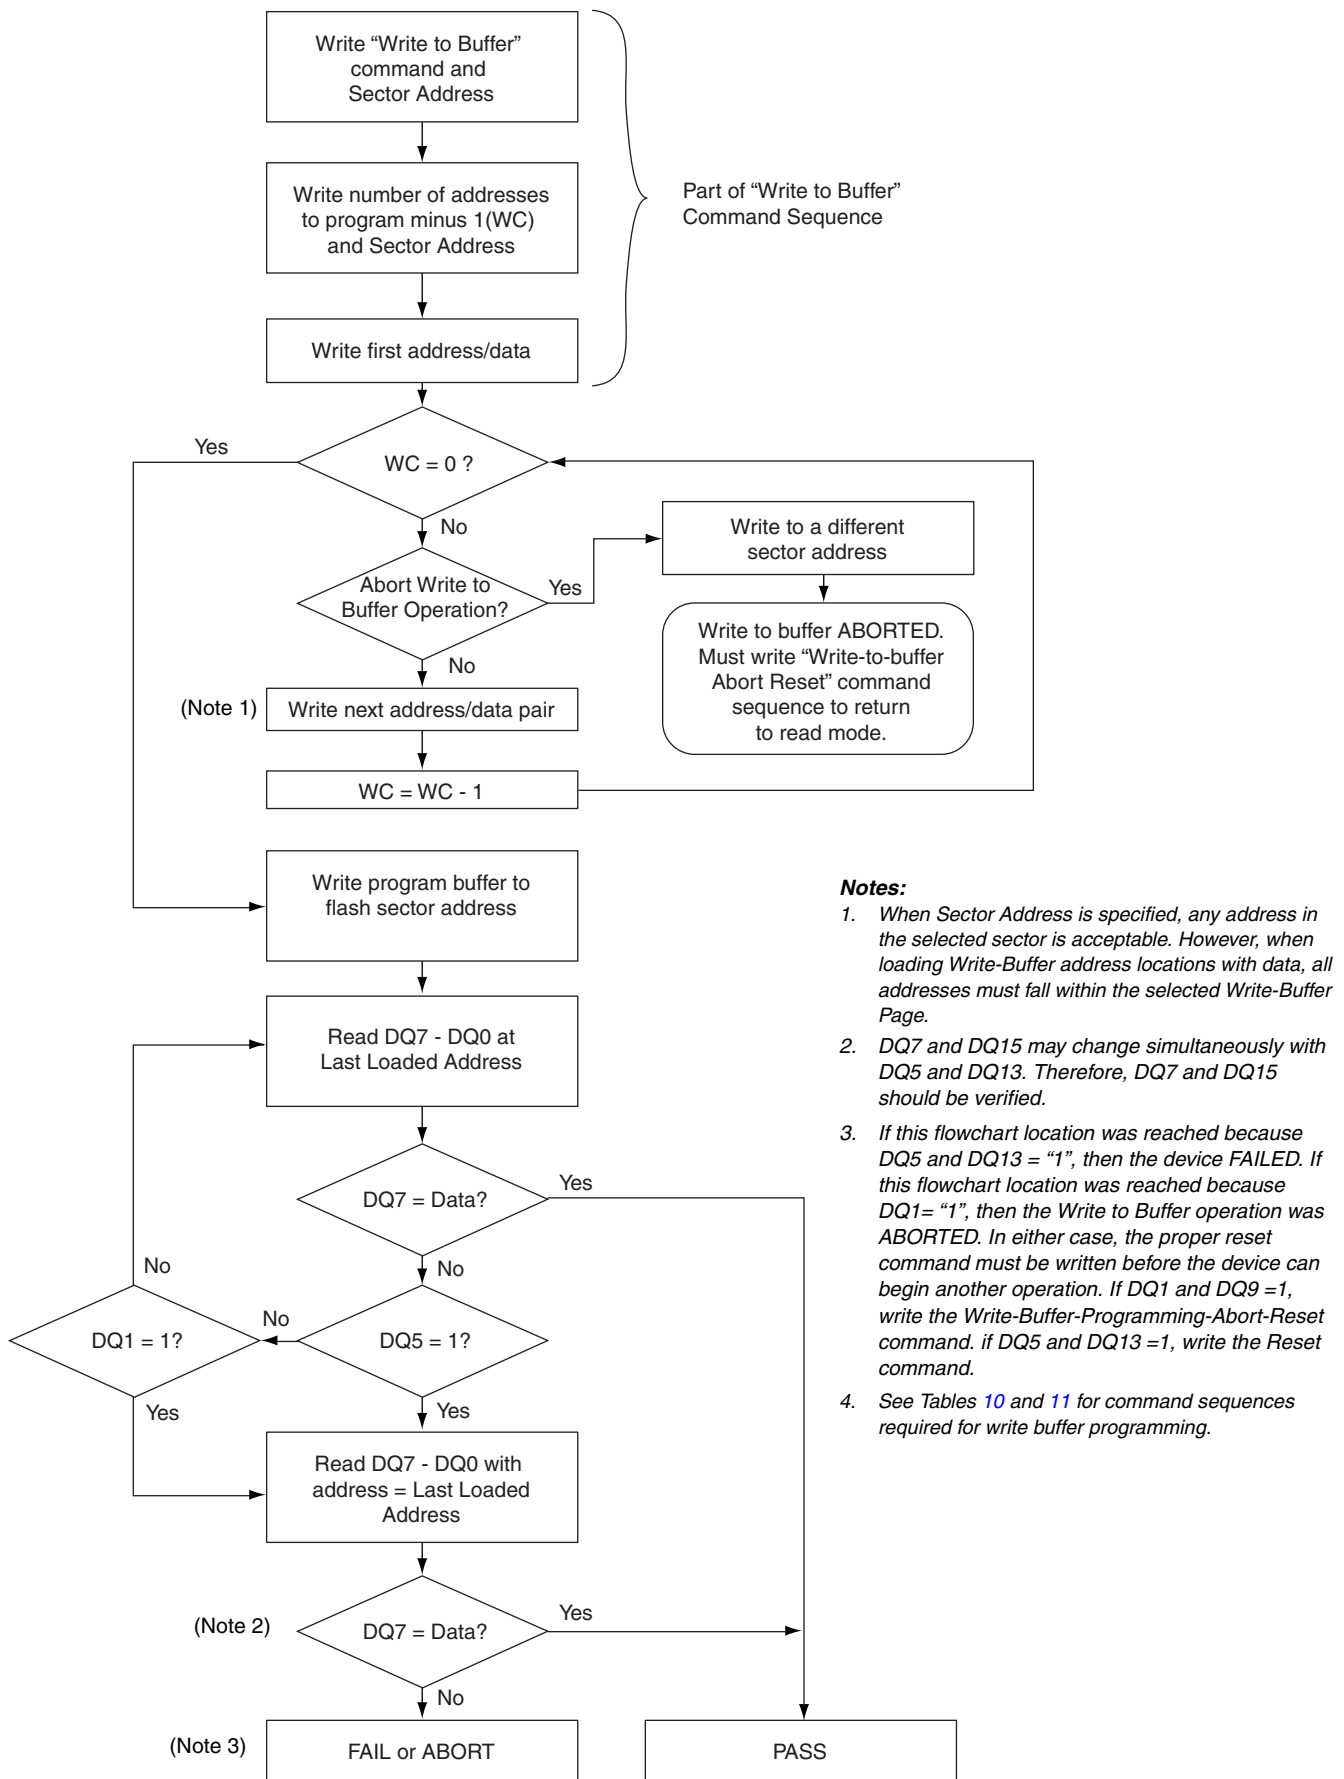 Write “Write to Buffer”
command and
Sector Address
Write number of addresses
to program minus 1(WC)
and Sector Address
Part of “Write to Buffer”
Command Sequence
Write first address/data
Yes
WC = 0 ?
No
Write to a different
sector address
Abort Write to
Buffer Operation?
Yes
Write to buffer ABORTED.
Must write “Write-to-buffer
Abort Reset” command
sequence to return
to read mode.
No
(Note 1)
Write next address/data pair
WC = WC - 1
Write program buffer to
flash sector address
Read DQ7 - DQ0 at
Last Loaded Address
DQ7 = Data?
Yes
No
No
DQ1 = 1?
No
DQ5 = 1?
Yes
Yes
Read DQ7 - DQ0 with
address = Last Loaded
Address
(Note 2)
DQ7 = Data?
Yes
No
(Note 3)
FAIL or ABORT
PASS
Notes:
1. When Sector Address is specified, any address in
the selected sector is acceptable. However, when
loading Write-Buffer address locations with data, all
addresses must fall within the selected Write-Buffer
Page.
2. DQ7 and DQ15 may change simultaneously with
DQ5 and DQ13. Therefore, DQ7 and DQ15
should be verified.
3. If this flowchart location was reached because
DQ5 and DQ13 = “1”, then the device FAILED. If
this flowchart location was reached because
DQ1= “1”, then the Write to Buffer operation was
ABORTED. In either case, the proper reset
command must be written before the device can
begin another operation. If DQ1 and DQ9 =1,
write the Write-Buffer-Programming-Abort-Reset
command. if DQ5 and DQ13 =1, write the Reset
command.
4. See Tables 10 and 11 for command sequences
required for write buffer programming.